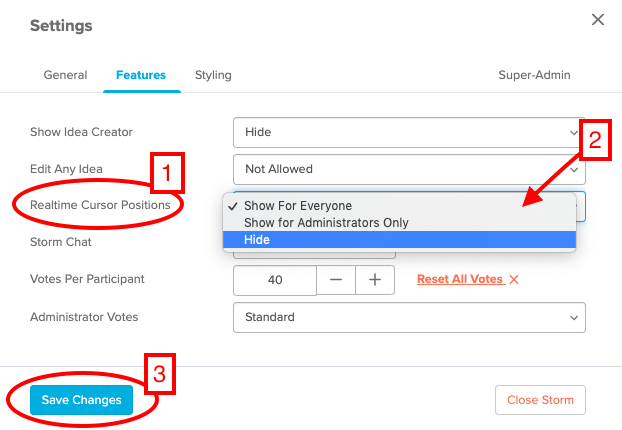 Settings
General Features Styling Super-Admin
Show Idea Creator Hide
2
Edit Any Idea Not Allowed
1
Realtime Cursor Positions
✓ Show For Everyone
Show for Administrators Only
Hide
Storm Chat
Votes Per Participant 40 − + Reset All Votes ×
Administrator Votes Standard
3
Save Changes Close Storm